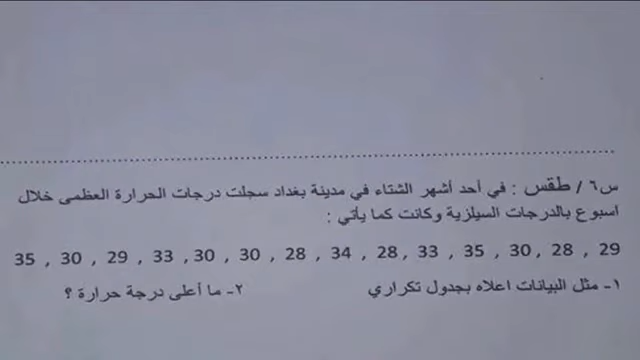 س٦ / طقس : في أحد أشهر الشتاء في مدينة بغداد سجلت درجات الحرارة العظمى خلال
اسبوع بالدرجات السيلزية وكانت كما يأتي :
35 , 30 , 29 , 33 ,30 , 30 , 28 , 34 , 28 , 33 , 35 , 30 , 28 , 29
١- مثل البيانات اعلاه بجدول تكراري ٢- ما أعلى درجة حرارة ؟